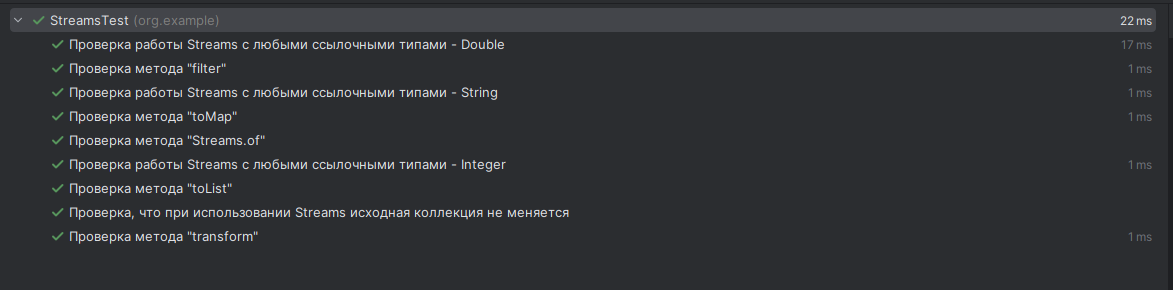 StreamsTest (org.example) 22 ms
Проверка работы Streams с любыми ссылочными типами - Double 17 ms
Проверка метода "filter" 1 ms
Проверка работы Streams с любыми ссылочными типами - String 1 ms
Проверка метода "toMap" 1 ms
Проверка метода "Streams.of"
Проверка работы Streams с любыми ссылочными типами - Integer 1 ms
Проверка метода "toList"
Проверка, что при использовании Streams исходная коллекция не меняется
Проверка метода "transform" 1 ms